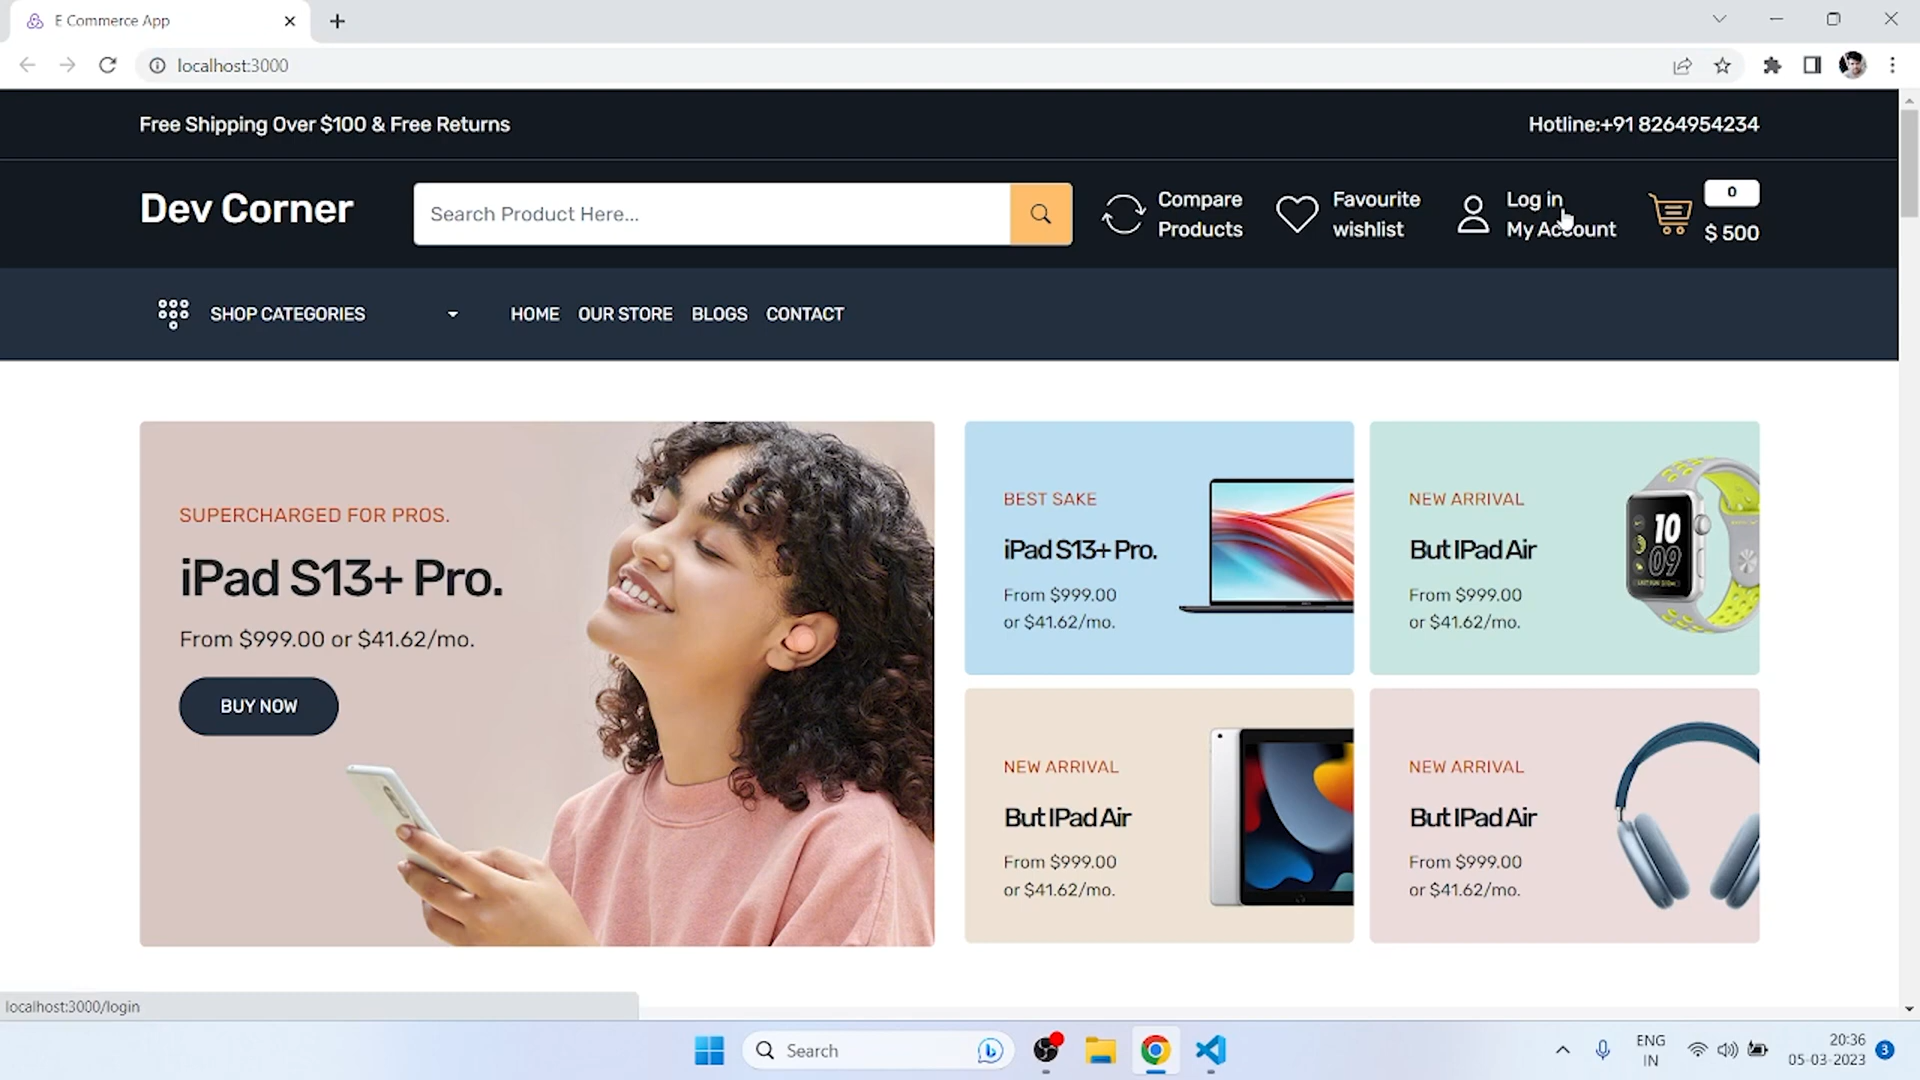 E Commerce App
localhost:3000
Free Shipping Over $100 & Free Returns
Hotline:+91 8264954234
Dev Corner
Search Product Here...
Compare
Products
Favourite
wishlist
Log in
My Account
0
$ 500
SHOP CATEGORIES
HOME
OUR STORE
BLOGS
CONTACT
SUPERCHARGED FOR PROS.
iPad S13+ Pro.
From $999.00 or $41.62/mo.
BUY NOW
BEST SAKE
iPad S13+ Pro.
From $999.00
or $41.62/mo.
NEW ARRIVAL
But IPad Air
From $999.00
or $41.62/mo.
10
09
NEW ARRIVAL
But IPad Air
From $999.00
or $41.62/mo.
NEW ARRIVAL
But IPad Air
From $999.00
or $41.62/mo.
localhost:3000/login
Search
ENG
IN
20:36
05-03-2023
3